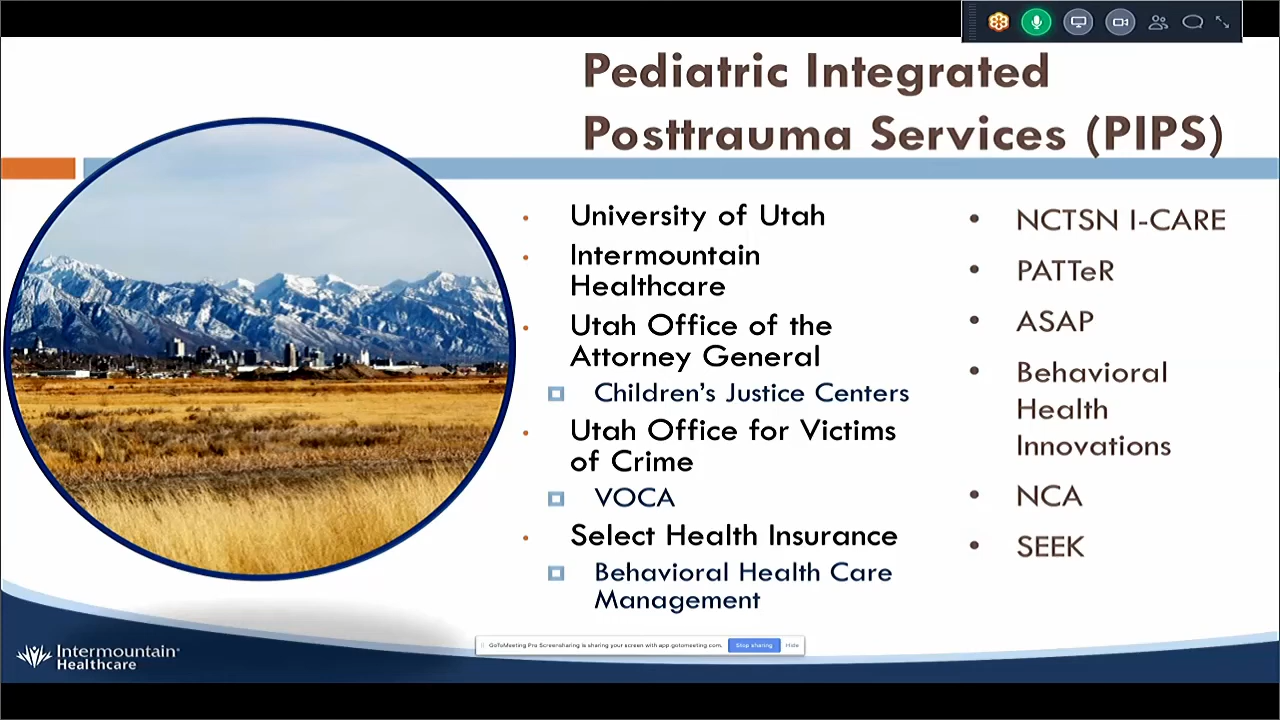 Pediatric Integrated
Posttrauma Services (PIPS)
• University of Utah
• Intermountain
Healthcare
• Utah Office of the
Attorney General
Children's Justice Centers
• Utah Office for Victims
of Crime
VOCA
• Select Health Insurance
Behavioral Health Care
Management
• NCTSN I-CARE
• PATTeR
• ASAP
• Behavioral
Health
Innovations
• NCA
• SEEK
Intermountain
Healthcare
GoToMeeting Pro Screensharing is sharing your screen with app.gotomeeting.com.
Stop sharing
Hide